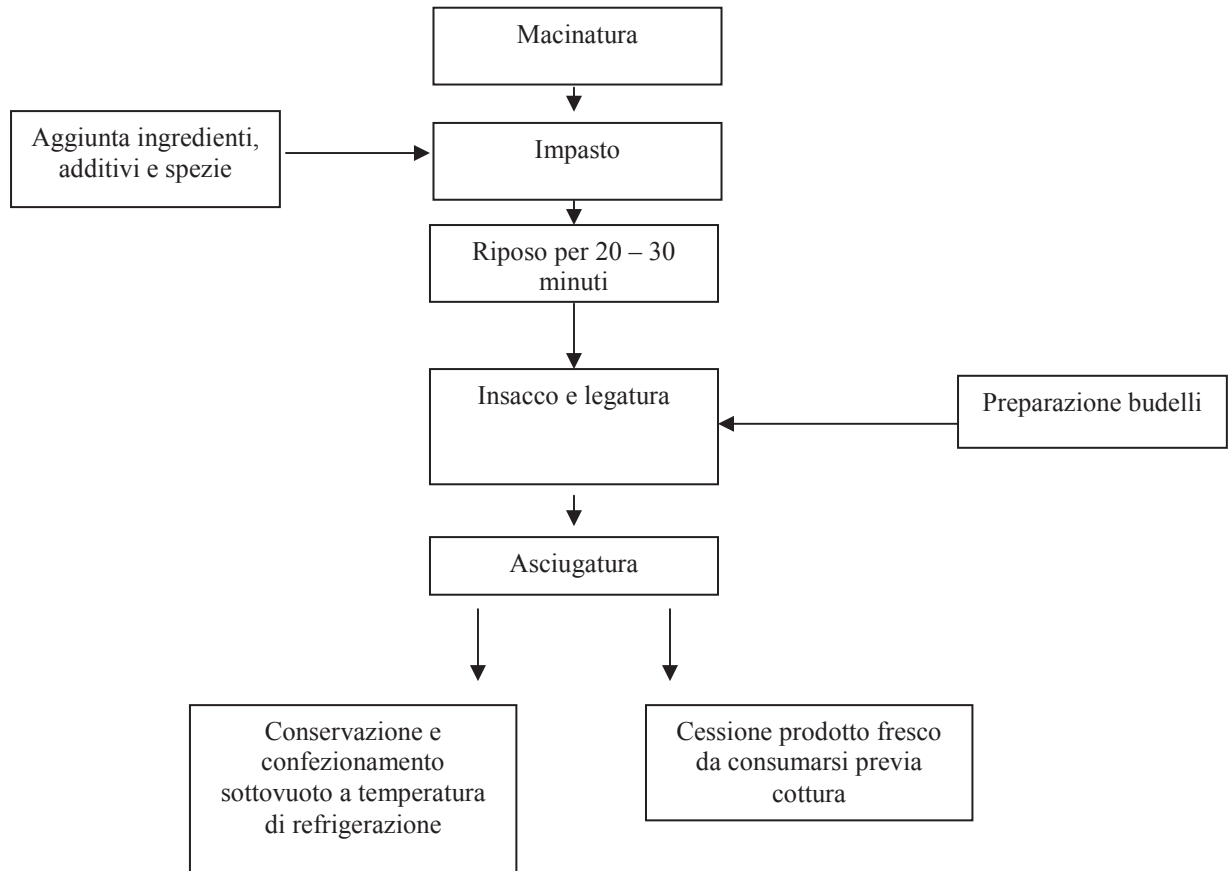 Macinatura
Aggiunta ingredienti,
additivi e spezie
Impasto
Riposo per 20 – 30
minuti
Insacco e legatura
Preparazione budelli
Asciugatura
Conservazione e
confezionamento
sottovuoto a temperatura
di refrigerazione
Cessione prodotto fresco
da consumarsi previa
cottura